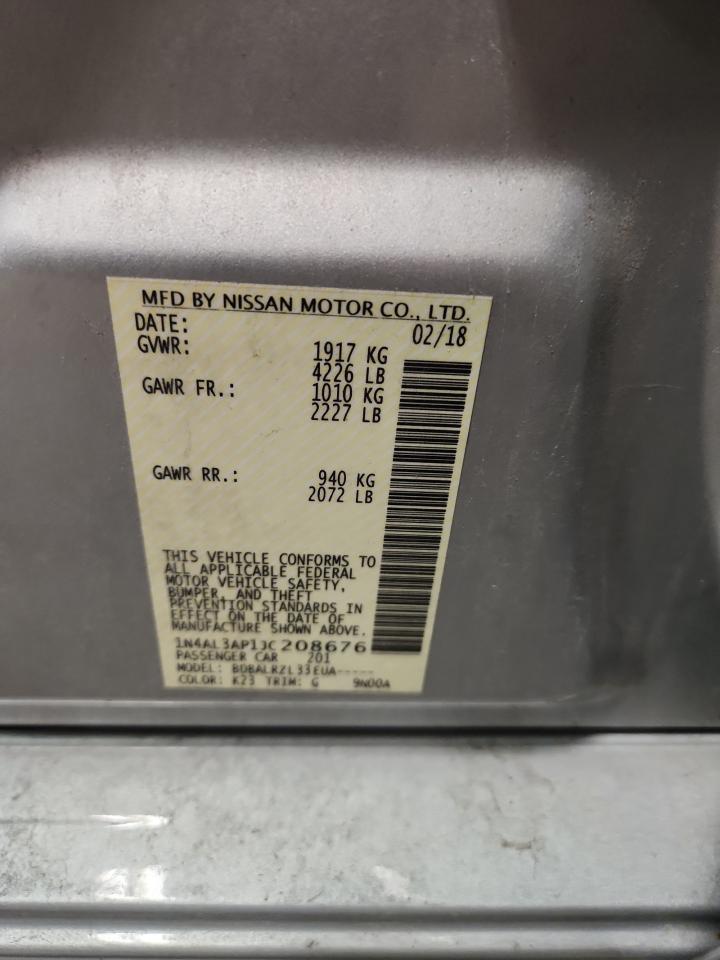 MFD BY NISSAN MOTOR CO., LTD.
DATE: 02/18
GVWR: 1917 KG
4226 LB
GAWR FR.: 1010 KG
2227 LB
GAWR RR.: 940 KG
2072 LB
THIS VEHICLE CONFORMS TO
ALL APPLICABLE FEDERAL
MOTOR VEHICLE SAFETY,
BUMPER, AND THEFT
PREVENTION STANDARDS IN
EFFECT ON THE DATE OF
MANUFACTURE SHOWN ABOVE.
1N4AL3AP1JC208676
PASSENGER CAR 201
MODEL: BDBALRZL33EUA-----
COLOR: K23 TRIM: G 9N00A